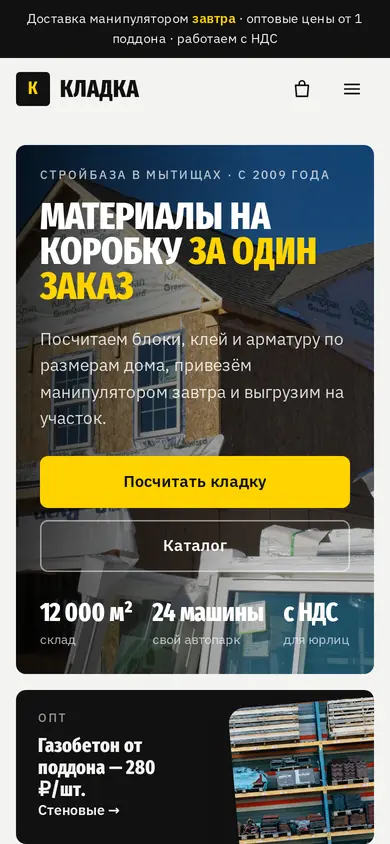 Доставка манипулятором завтра · оптовые цены от 1
поддона · работаем с НДС
К КЛАДКА
СТРОЙБАЗА В МЫТИЩАХ · С 2009 ГОДА
МАТЕРИАЛЫ НА
КОРОБКУ ЗА ОДИН
ЗАКАЗ
Посчитаем блоки, клей и арматуру по
размерам дома, привезём
манипулятором завтра и выгрузим на
участок.
Посчитать кладку
Каталог
12 000 м² 24 машины с НДС
склад свой автопарк для юрлиц
ОПТ
Газобетон от
поддона — 280
₽/шт.
Стеновые →